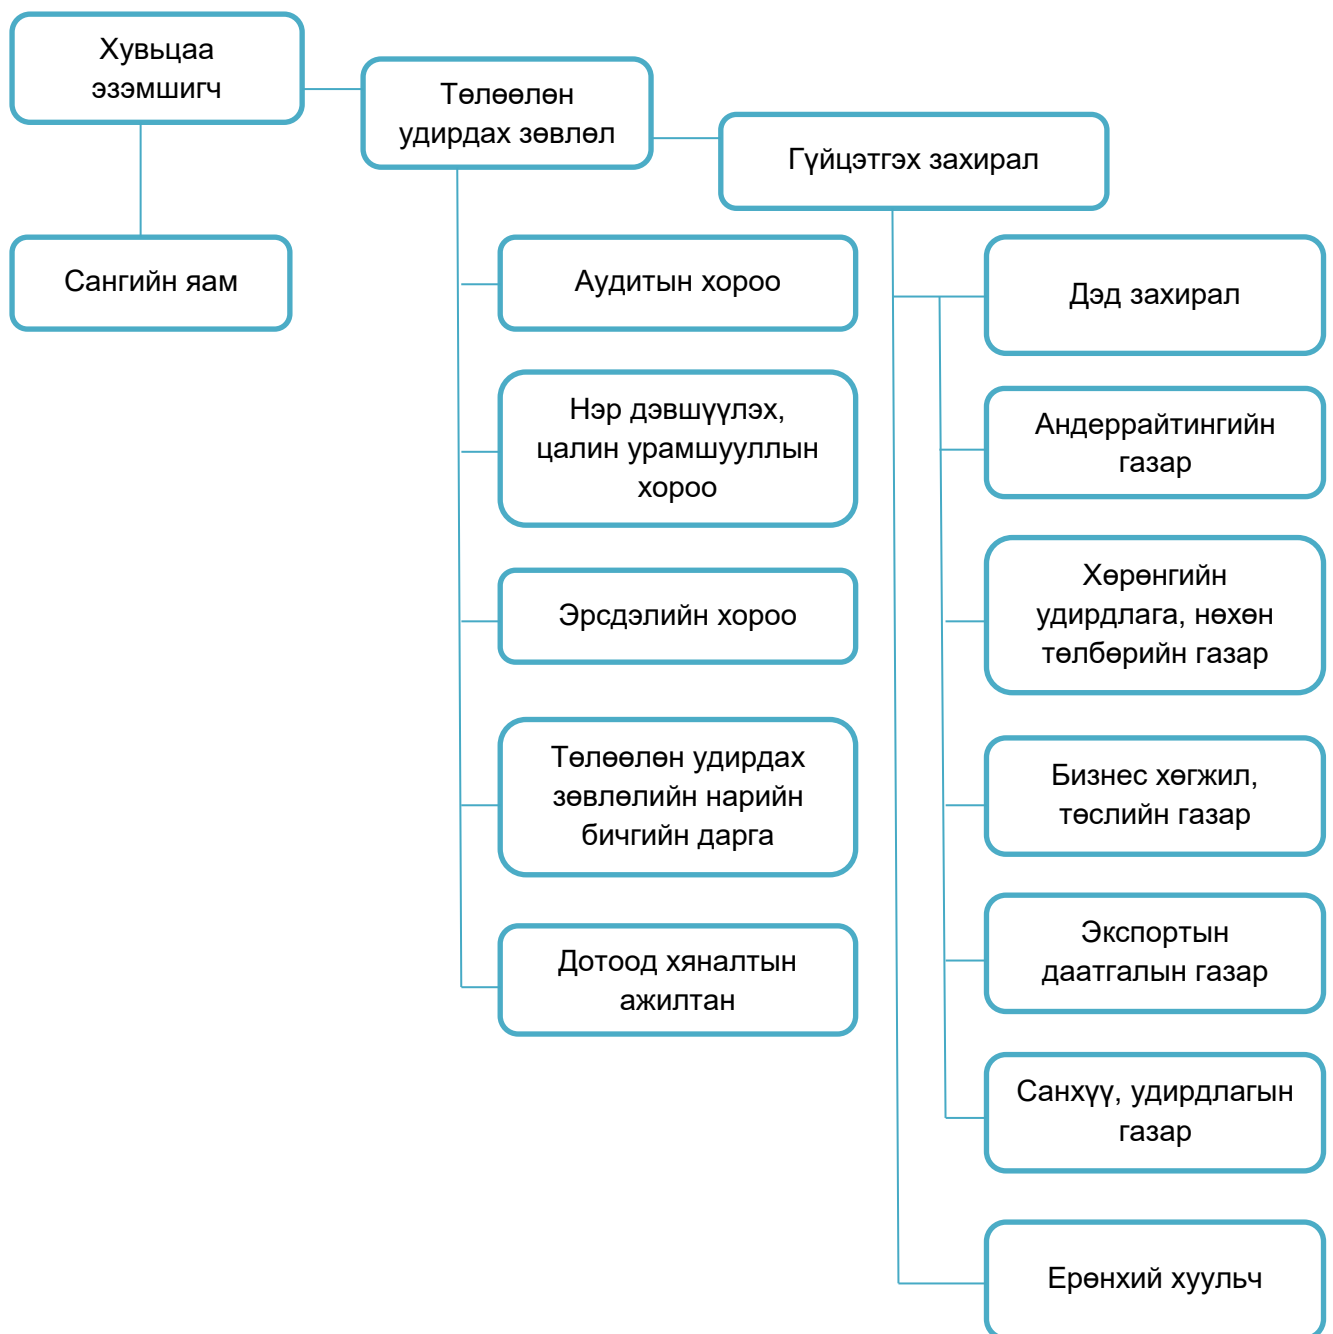 Хувьцаа
эзэмшигч
Төлөөлөн
удирдах зөвлөл
Гүйцэтгэх захирал
Сангийн яам
Аудитын хороо
Нэр дэвшүүлэх,
цалин урамшууллын
хороо
Эрсдэлийн хороо
Төлөөлөн удирдах
зөвлөлийн нарийн
бичгийн дарга
Дотоод хяналтын
ажилтан
Дэд захирал
Андеррайтингийн
газар
Хөрөнгийн
удирдлага, нөхөн
төлбөрийн газар
Бизнес хөгжил,
төслийн газар
Экспортын
даатгалын газар
Санхүү, удирдлагын
газар
Ерөнхий хуульч